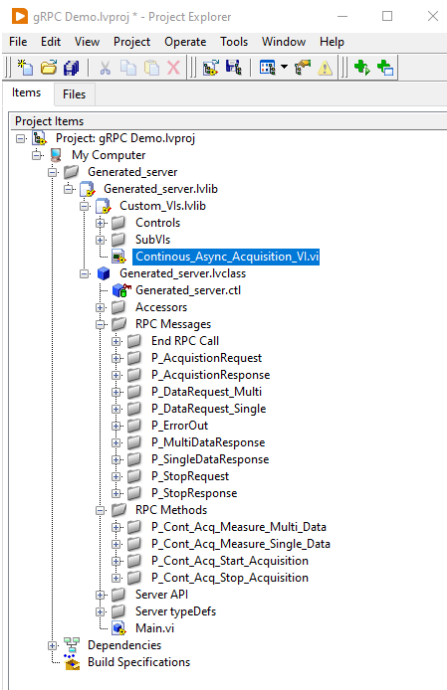 gRPC Demo.lvproj * - Project Explorer
File Edit View Project Operate Tools Window Help
Items Files
Project Items
Project: gRPC Demo.lvproj
My Computer
Generated_server
Generated_server.lvlib
Custom_VIs.lvlib
Controls
SubVIs
Continous_Async_Acquisition_VI.vi
Generated_server.lvclass
Generated_server.ctl
Accessors
RPC Messages
End RPC Call
P_AcquistionRequest
P_AcquistionResponse
P_DataRequest_Multi
P_DataRequest_Single
P_ErrorOut
P_MultiDataResponse
P_SingleDataResponse
P_StopRequest
P_StopResponse
RPC Methods
P_Cont_Acq_Measure_Multi_Data
P_Cont_Acq_Measure_Single_Data
P_Cont_Acq_Start_Acquisition
P_Cont_Acq_Stop_Acquisition
Server API
Server typeDefs
Main.vi
Dependencies
Build Specifications